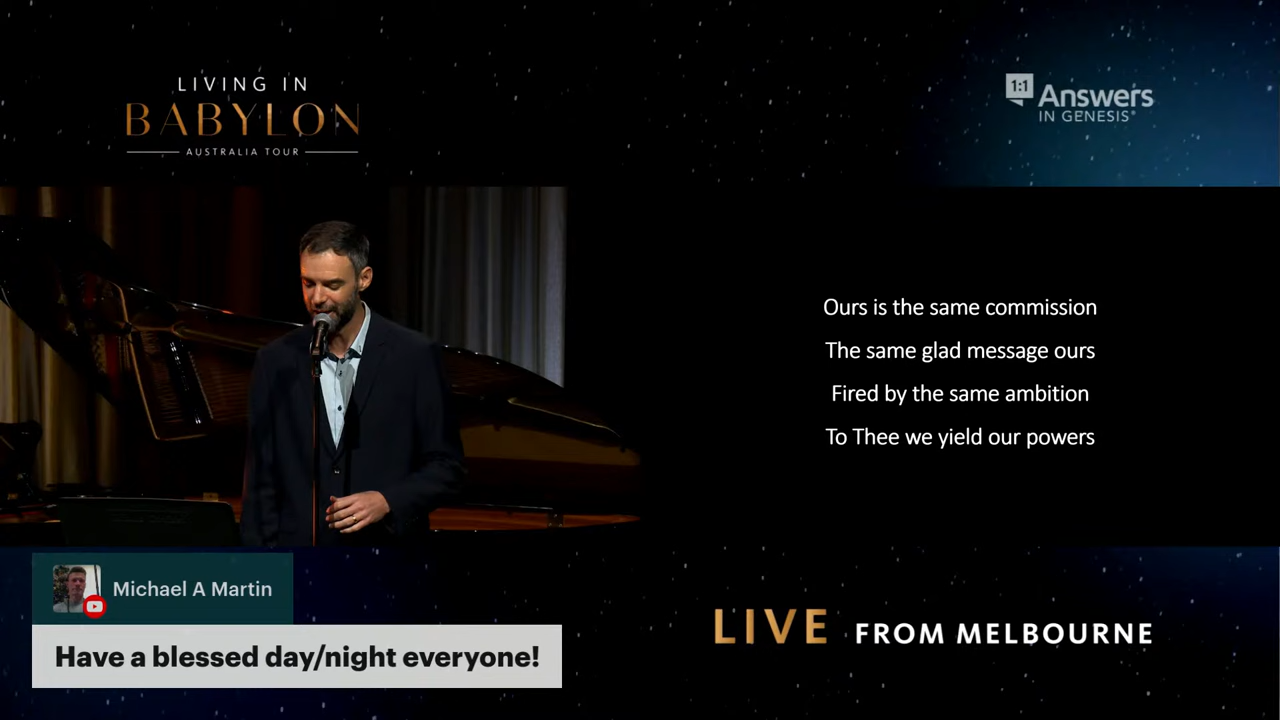 LIVING IN
BABYLON
AUSTRALIA TOUR
1:1
Answers
IN GENESIS®
Ours is the same commission
The same glad message ours
Fired by the same ambition
To Thee we yield our powers
Michael A Martin
Have a blessed day/night everyone!
LIVE FROM MELBOURNE